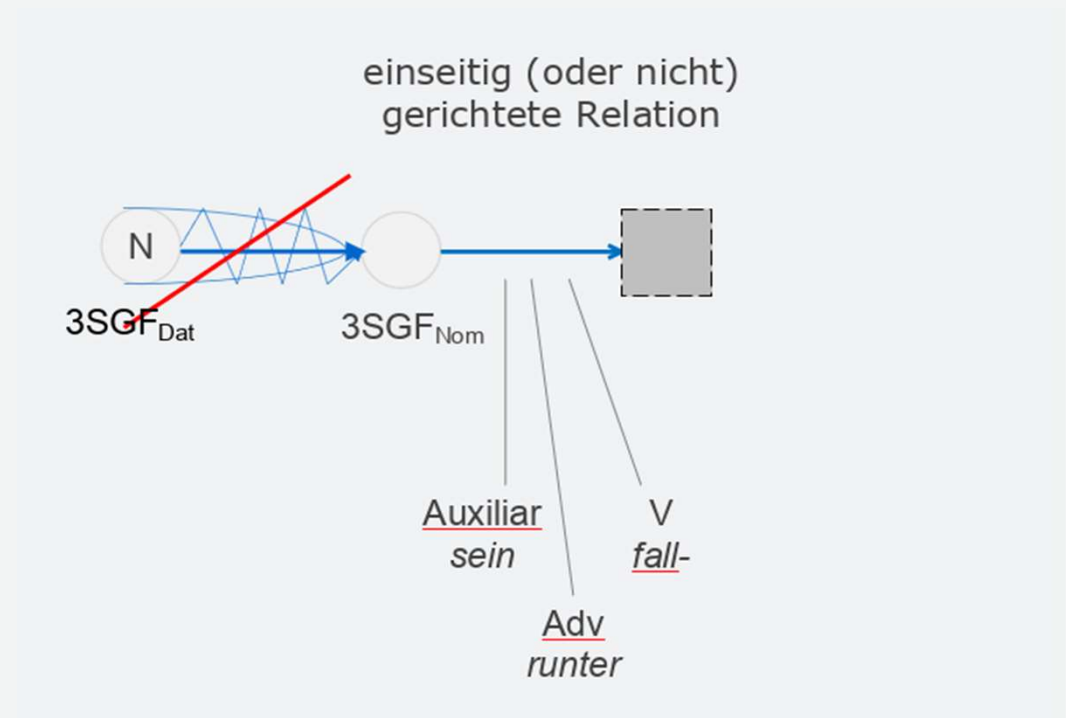 einseitig (oder nicht)
gerichtete Relation
N
3SGFDat
3SGFNom
Auxiliar
sein
V
fall-
Adv
runter